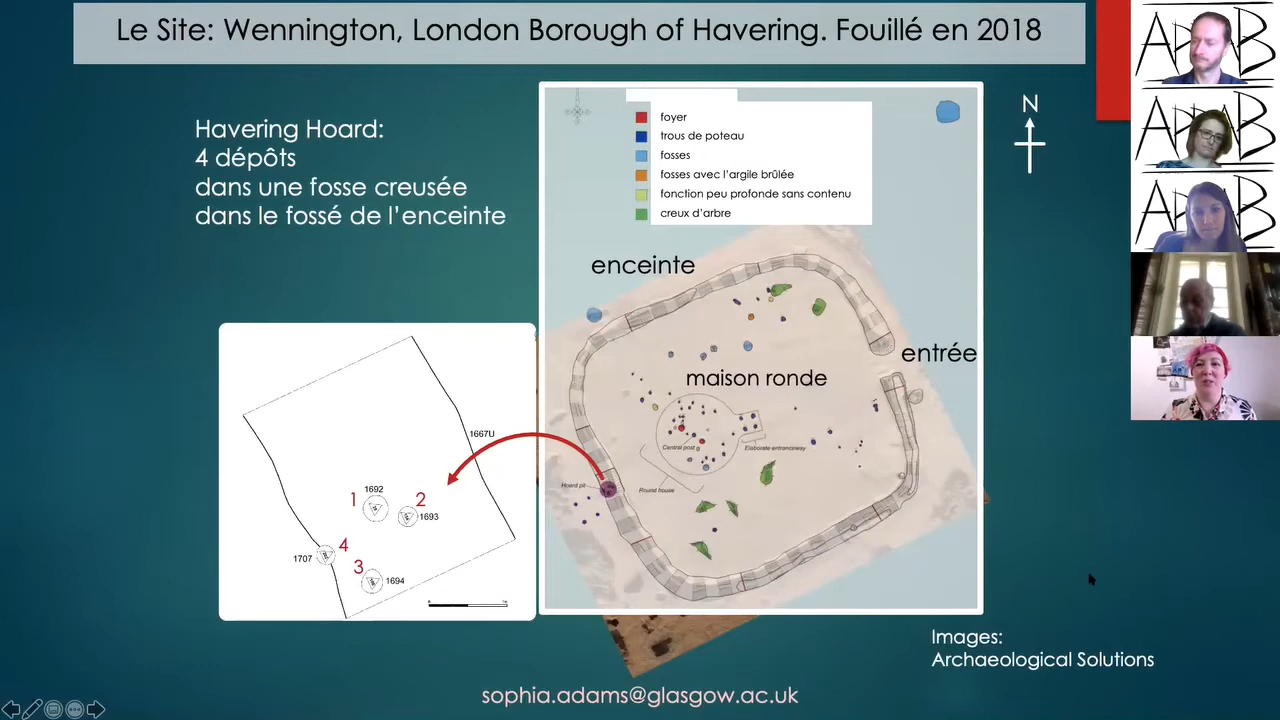 Le Site: Wennington, London Borough of Havering. Fouillé en 2018
Havering Hoard:
4 dépôts
dans une fosse creusée
dans le fossé de l'enceinte
foyer
trous de poteau
fosses
fosses avec l'argile brûlée
fonction peu profonde sans contenu
creux d'arbre
N
enceinte
entrée
maison ronde
Central post
Elaborate entranceway
Round house
Hoard pit
1667U
1
1692
2
1693
4
1707
3
1694
Images:
Archaeological Solutions
sophia.adams@glasgow.ac.uk
APAB
APAB
APAB